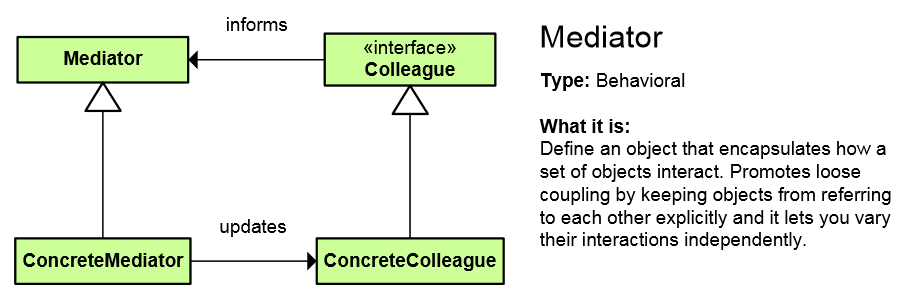 informs
Mediator
«interface»
Colleague
updates
ConcreteMediator
ConcreteColleague
Mediator
Type: Behavioral
What it is:
Define an object that encapsulates how a
set of objects interact. Promotes loose
coupling by keeping objects from referring
to each other explicitly and it lets you vary
their interactions independently.